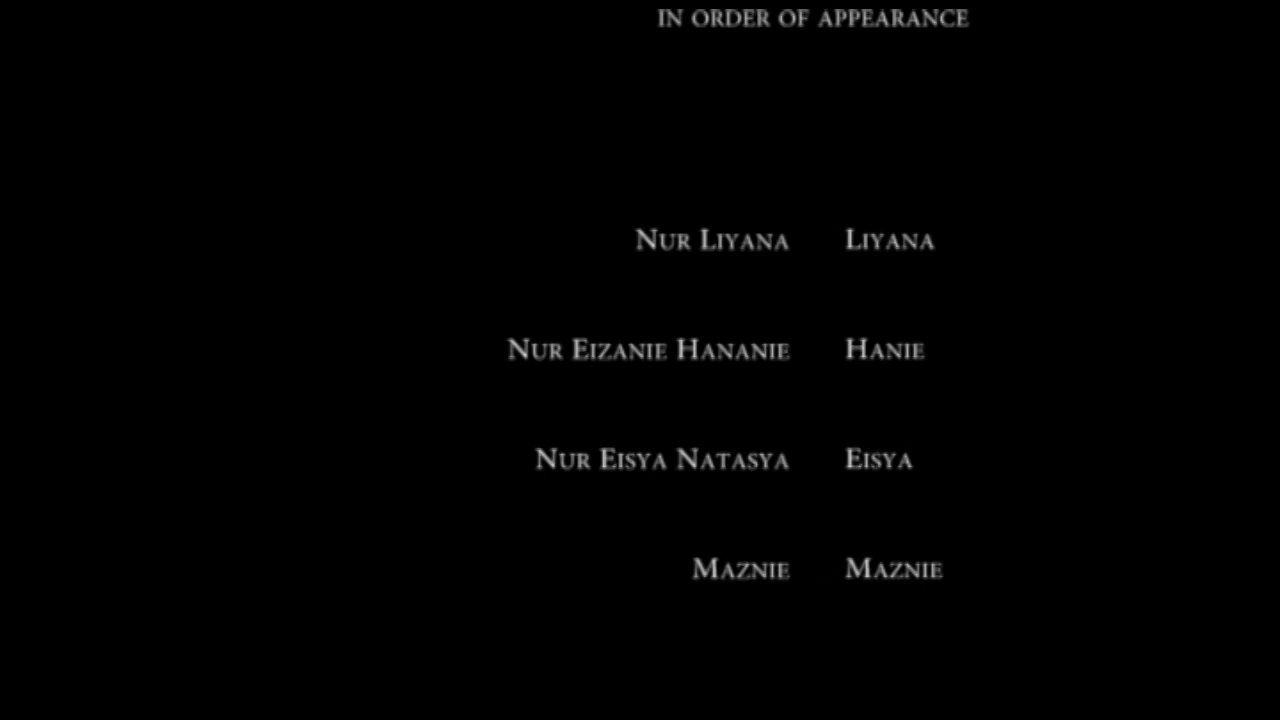 IN ORDER OF APPEARANCE
NUR LIYANA LIYANA
NUR EIZANIE HANANIE HANIE
NUR EISYA NATASYA EISYA
MAZNIE MAZNIE